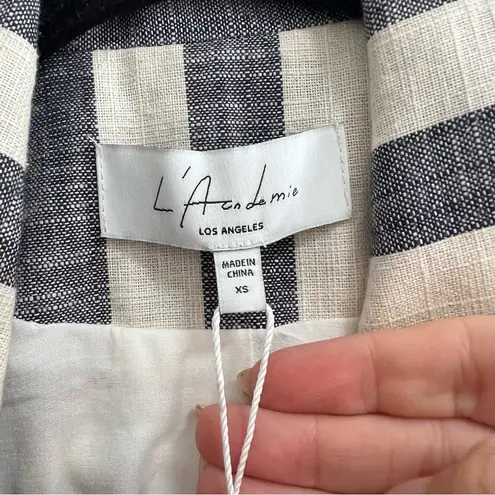 L'Academie
LOS ANGELES
MADE IN
CHINA
XS